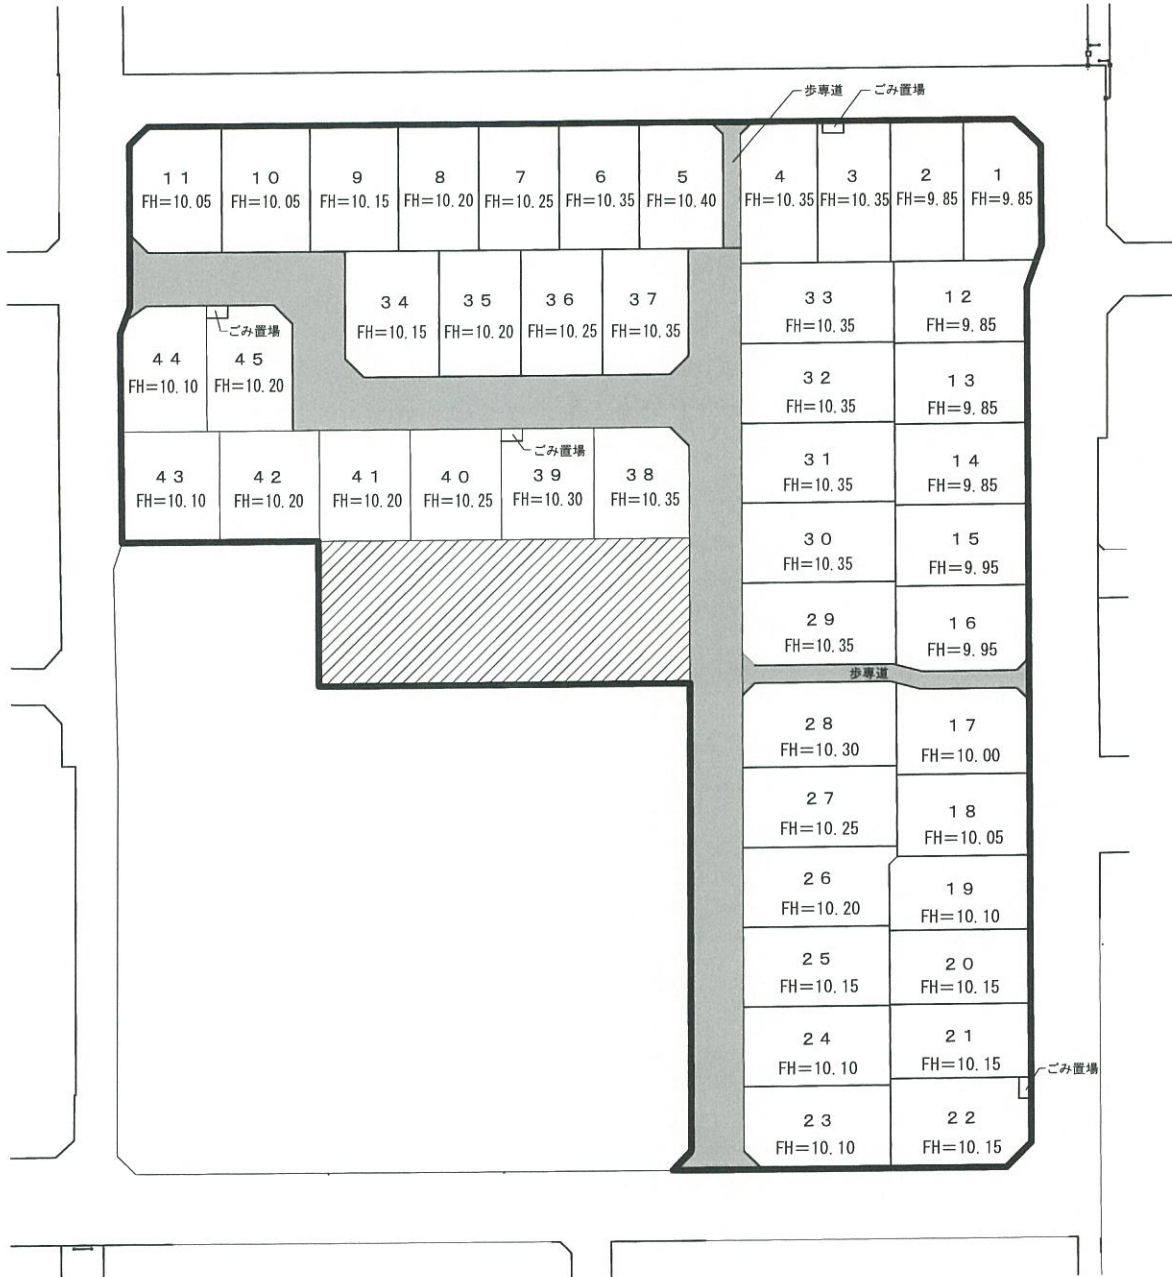 歩専道
ごみ置場
11
FH=10.05
10
FH=10.05
9
FH=10.15
8
FH=10.20
7
FH=10.25
6
FH=10.35
5
FH=10.40
4
FH=10.35
3
FH=10.35
2
FH=9.85
1
FH=9.85
34
FH=10.15
35
FH=10.20
36
FH=10.25
37
FH=10.35
33
FH=10.35
12
FH=9.85
ごみ置場
44
FH=10.10
45
FH=10.20
32
FH=10.35
13
FH=9.85
ごみ置場
43
FH=10.10
42
FH=10.20
41
FH=10.20
40
FH=10.25
39
FH=10.30
38
FH=10.35
31
FH=10.35
14
FH=9.85
30
FH=10.35
15
FH=9.95
29
FH=10.35
16
FH=9.95
歩専道
28
FH=10.30
17
FH=10.00
27
FH=10.25
18
FH=10.05
26
FH=10.20
19
FH=10.10
25
FH=10.15
20
FH=10.15
24
FH=10.10
21
FH=10.15
ごみ置場
23
FH=10.10
22
FH=10.15